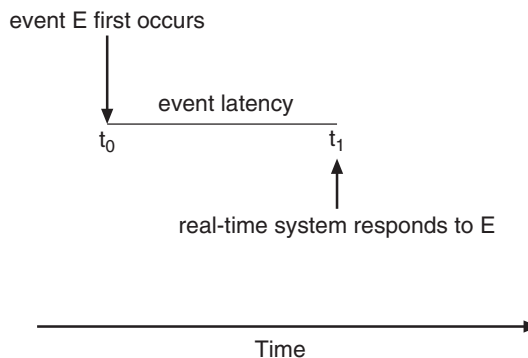 event E first occurs
event latency
t₀
t₁
real-time system responds to E
Time